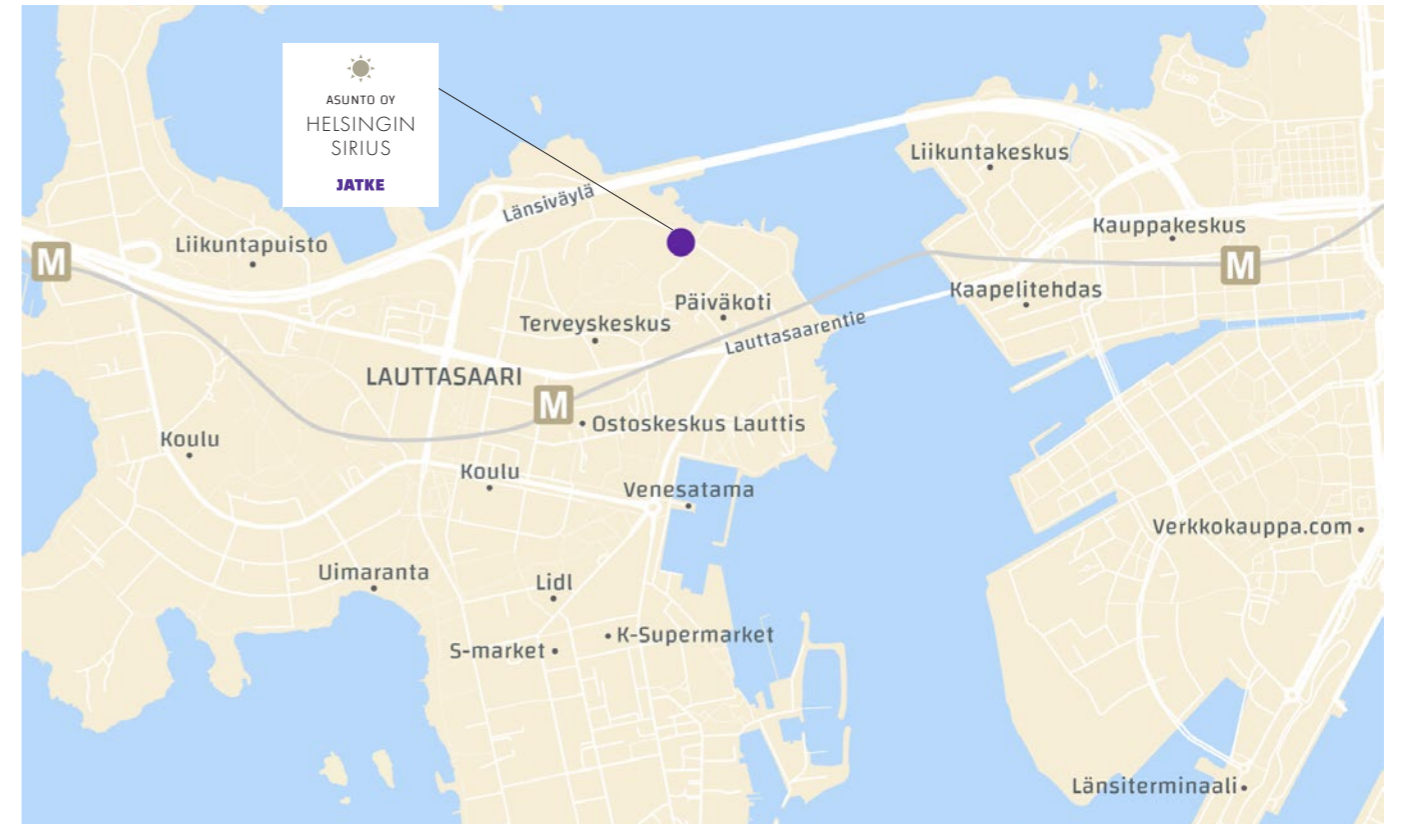 ASUNTO OY
HELSINGIN
SIRIUS
JATKE
Länsiväylä
Liikuntakeskus
Kauppakeskus
Liikuntapuisto
M
M
Kaapelitehdas
Päiväkoti
Terveyskeskus
Lauttasaarentie
LAUTTASAARI
M
Ostoskeskus Lauttis
Koulu
Koulu
Venesatama
Verkkokauppa.com
Uimaranta
Lidl
K-Supermarket
S-market
Länsiterminaali